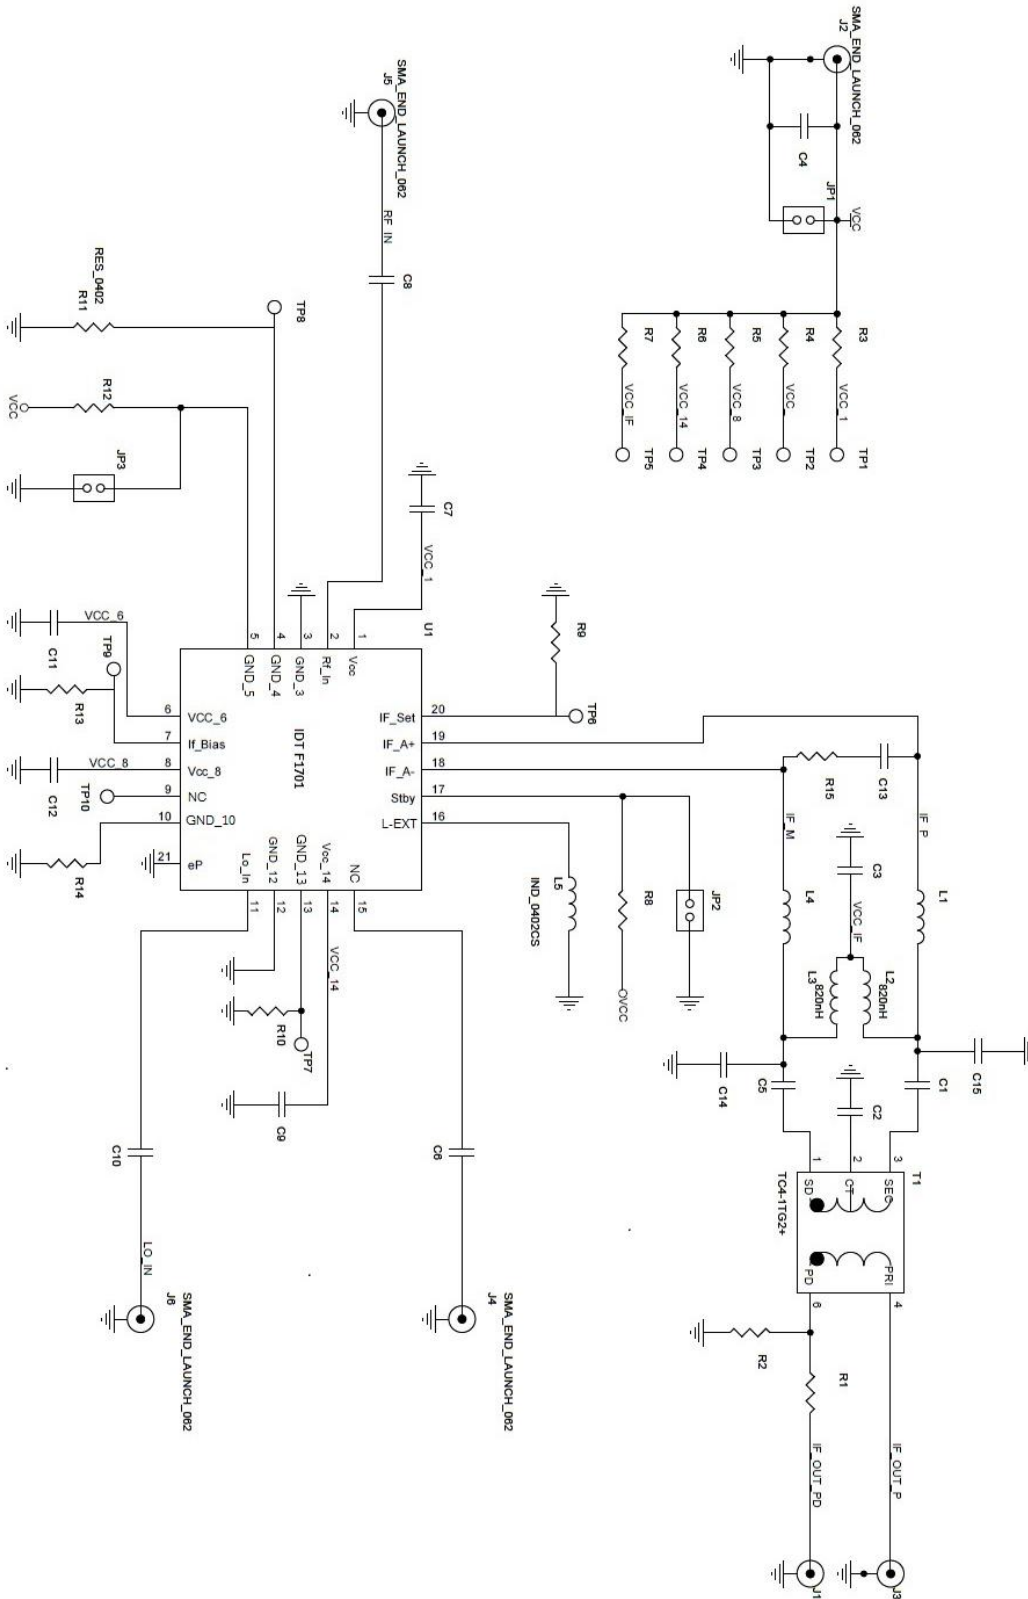 SMA_END_LAUNCH_062
J2
C4
JP1
VCC
R3
VCC_1
TP1
R4
VCC
TP2
R5
VCC_8
TP3
R6
VCC_14
TP4
R7
VCC_IF
TP5
SMA_END_LAUNCH_062
J5
RF_IN
C8
TP8
RES_0402
R11
R12
VCC
JP3
C7
VCC_1
U1
R9
TP6
5
4
3
2
1
GND_5
GND_4
GND_3
Rf_In
Vcc
VCC_6
C11
TP9
R13
VCC_8
C12
TP10
R14
6
VCC_6
7
If_Bias
8
Vcc_8
9
NC
10
GND_10
21
eP
IDT F1701
IF_Set
20
IF_A+
19
IF_A-
18
Stby
17
L-EXT
16
Lo_In
GND_12
GND_13
Vcc_14
NC
11
12
13
14
15
VCC_14
R10
TP7
C9
C10
C6
LO_IN
J6
SMA_END_LAUNCH_062
J4
SMA_END_LAUNCH_062
L5
IND_0402CS
R8
OVCC
JP2
R15
C13
IF_M
IF_P
C3
VCC_IF
L4
L1
L3
820nH
L2
820nH
C14
C5
C2
C1
C15
1
2
3
T1
TC4-1TG2+
SD
CT
SEC
PD
PRI
6
4
R2
R1
IF_OUT_PD
IF_OUT_P
J1
J3